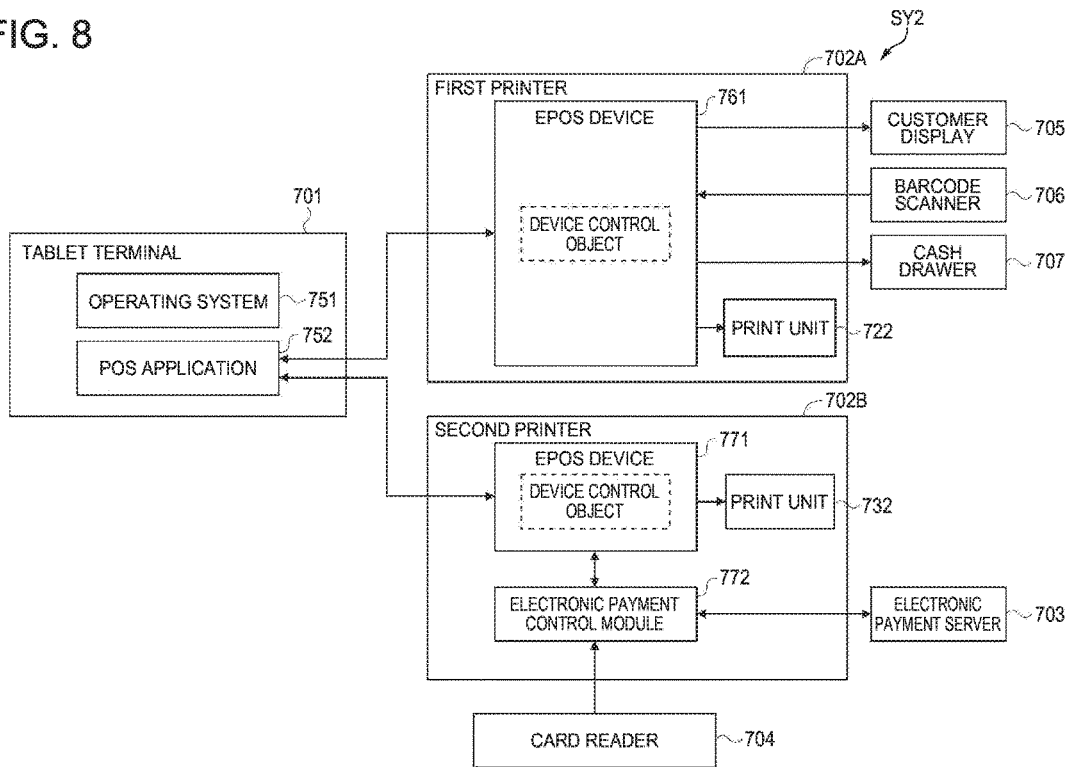 FIG. 8
SY2
702A
FIRST PRINTER
761
EPOS DEVICE
CUSTOMER
DISPLAY
705
BARCODE
SCANNER
706
701
DEVICE CONTROL
OBJECT
TABLET TERMINAL
CASH
DRAWER
707
OPERATING SYSTEM
751
752
PRINT UNIT
722
POS APPLICATION
702B
SECOND PRINTER
771
EPOS DEVICE
DEVICE CONTROL
OBJECT
PRINT UNIT
732
772
ELECTRONIC PAYMENT
CONTROL MODULE
ELECTRONIC
PAYMENT SERVER
703
CARD READER
704